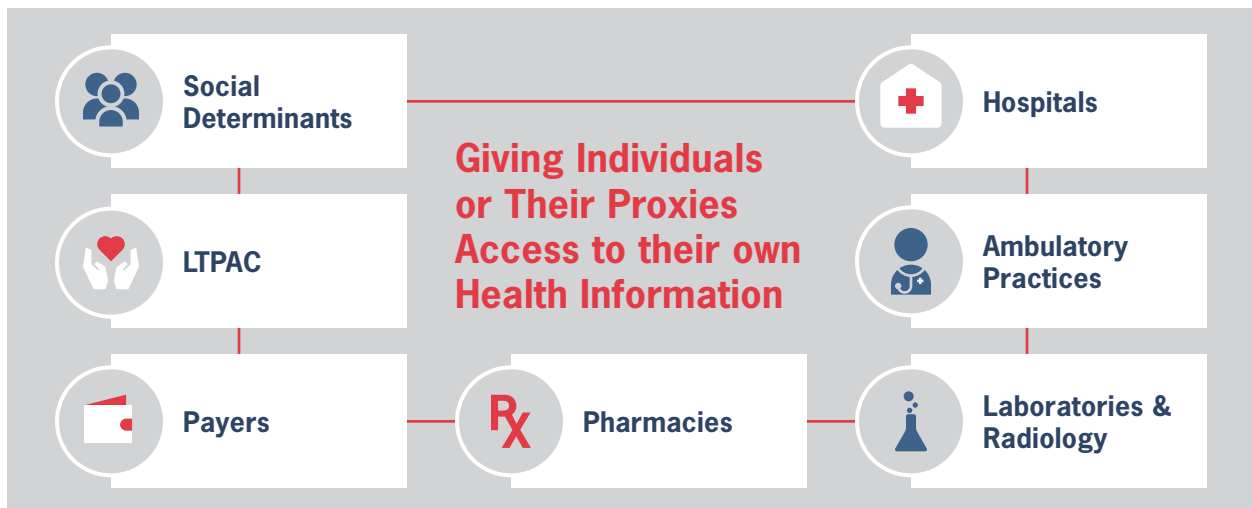 Social
Determinants
Hospitals
Giving Individuals
or Their Proxies
Access to their own
Health Information
LTPAC
Ambulatory
Practices
Payers
Rx
Pharmacies
Laboratories &
Radiology